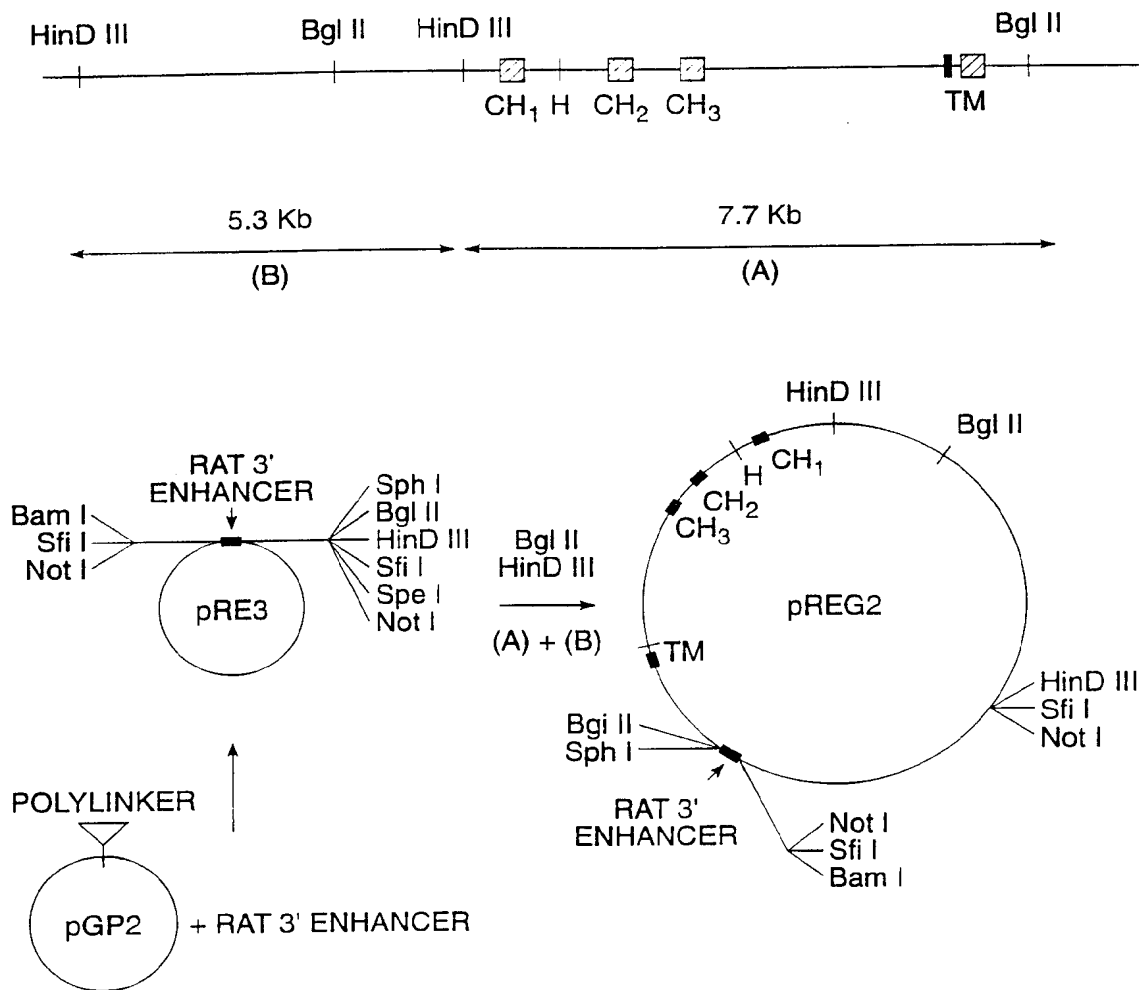 HinD III
Bgl II
HinD III
Bgl II
CH1
H
CH2
CH3
TM
5.3 Kb
7.7 Kb
(B)
(A)
RAT 3'
ENHANCER
Bam I
Sfi I
Not I
Sph I
Bgl II
HinD III
Sfi I
Spe I
Not I
pRE3
Bgl II
HinD III
(A) + (B)
HinD III
Bgl II
CH1
H
CH2
CH3
pREG2
TM
HinD III
Sfi I
Not I
Bgi II
Sph I
RAT 3'
ENHANCER
Not I
Sfi I
Bam I
POLYLINKER
pGP2
+ RAT 3' ENHANCER